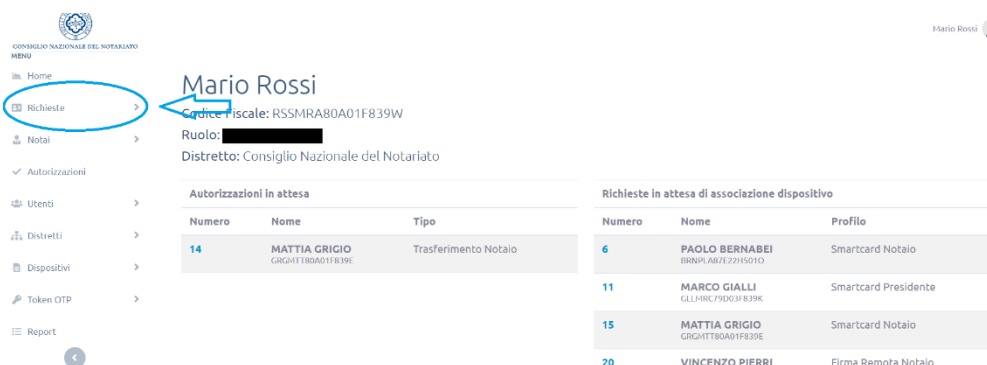 CONSIGLIO NAZIONALE DEL NOTARIATO
MENU
Home
Richieste
Notai
Autorizzazioni
Utenti
Distretti
Dispositivi
Token OTP
Report
Mario Rossi
Mario Rossi
Codice Fiscale: RSSMRA80A01F839W
Ruolo:
Distretto: Consiglio Nazionale del Notariato
Autorizzazioni in attesa
Numero Nome Tipo
14 MATTIA GRIGIO Trasferimento Notaio
GRGMTT80A01F839E
Richieste in attesa di associazione dispositivo
Numero Nome Profilo
6 PAOLO BERNABEI Smartcard Notaio
BRNPLA87E22H501O
11 MARCO GIALLI Smartcard Presidente
GLLMRC79D03F839K
15 MATTIA GRIGIO Smartcard Notaio
GRGMTT80A01F839E
20 VINCENZO PIERRI Firma Remota Notaio